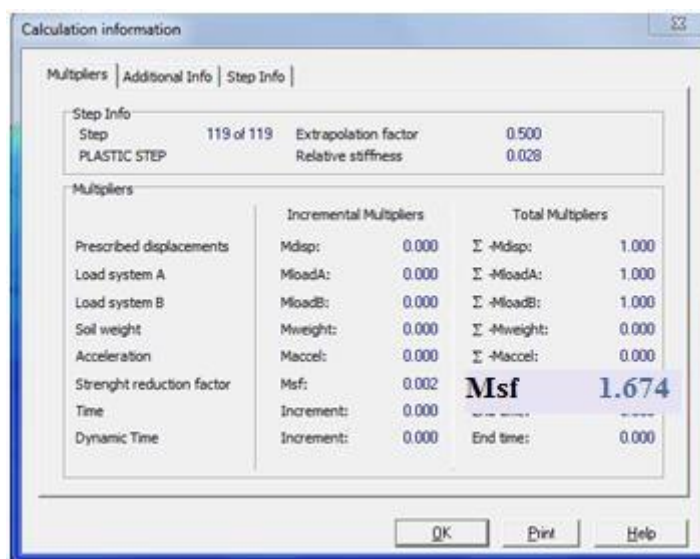 Calculation information
Multipliers Additional Info Step Info
Step Info
Step 119 of 119 Extrapolation factor 0.500
PLASTIC STEP Relative stiffness 0.028
Multipliers
Incremental Multipliers Total Multipliers
Prescribed displacements Mdisp: 0.000 Σ -Mdisp: 1.000
Load system A MloadA: 0.000 Σ -MloadA: 1.000
Load system B MloadB: 0.000 Σ -MloadB: 1.000
Soil weight Mweight: 0.000 Σ -Mweight: 0.000
Acceleration Maccel: 0.000 Σ -Maccel: 0.000
Strenght reduction factor Msf: 0.002 Msf 1.674
Time Increment: 0.000
Dynamic Time Increment: 0.000 End time: 0.000
OK Print Help